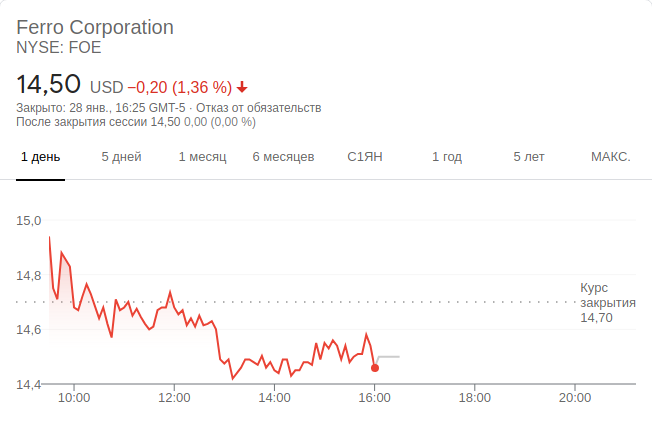 Ferro Corporation
NYSE: FOE
14,50 USD −0,20 (1,36 %)
Закрыто: 28 янв., 16:25 GMT-5 · Отказ от обязательств
После закрытия сессии 14,50 0,00 (0,00 %)
1 день 5 дней 1 месяц 6 месяцев С1ЯН 1 год 5 лет МАКС.
15,0
14,8
Курс
закрытия
14,70
14,6
14,4
10:00 12:00 14:00 16:00 18:00 20:00